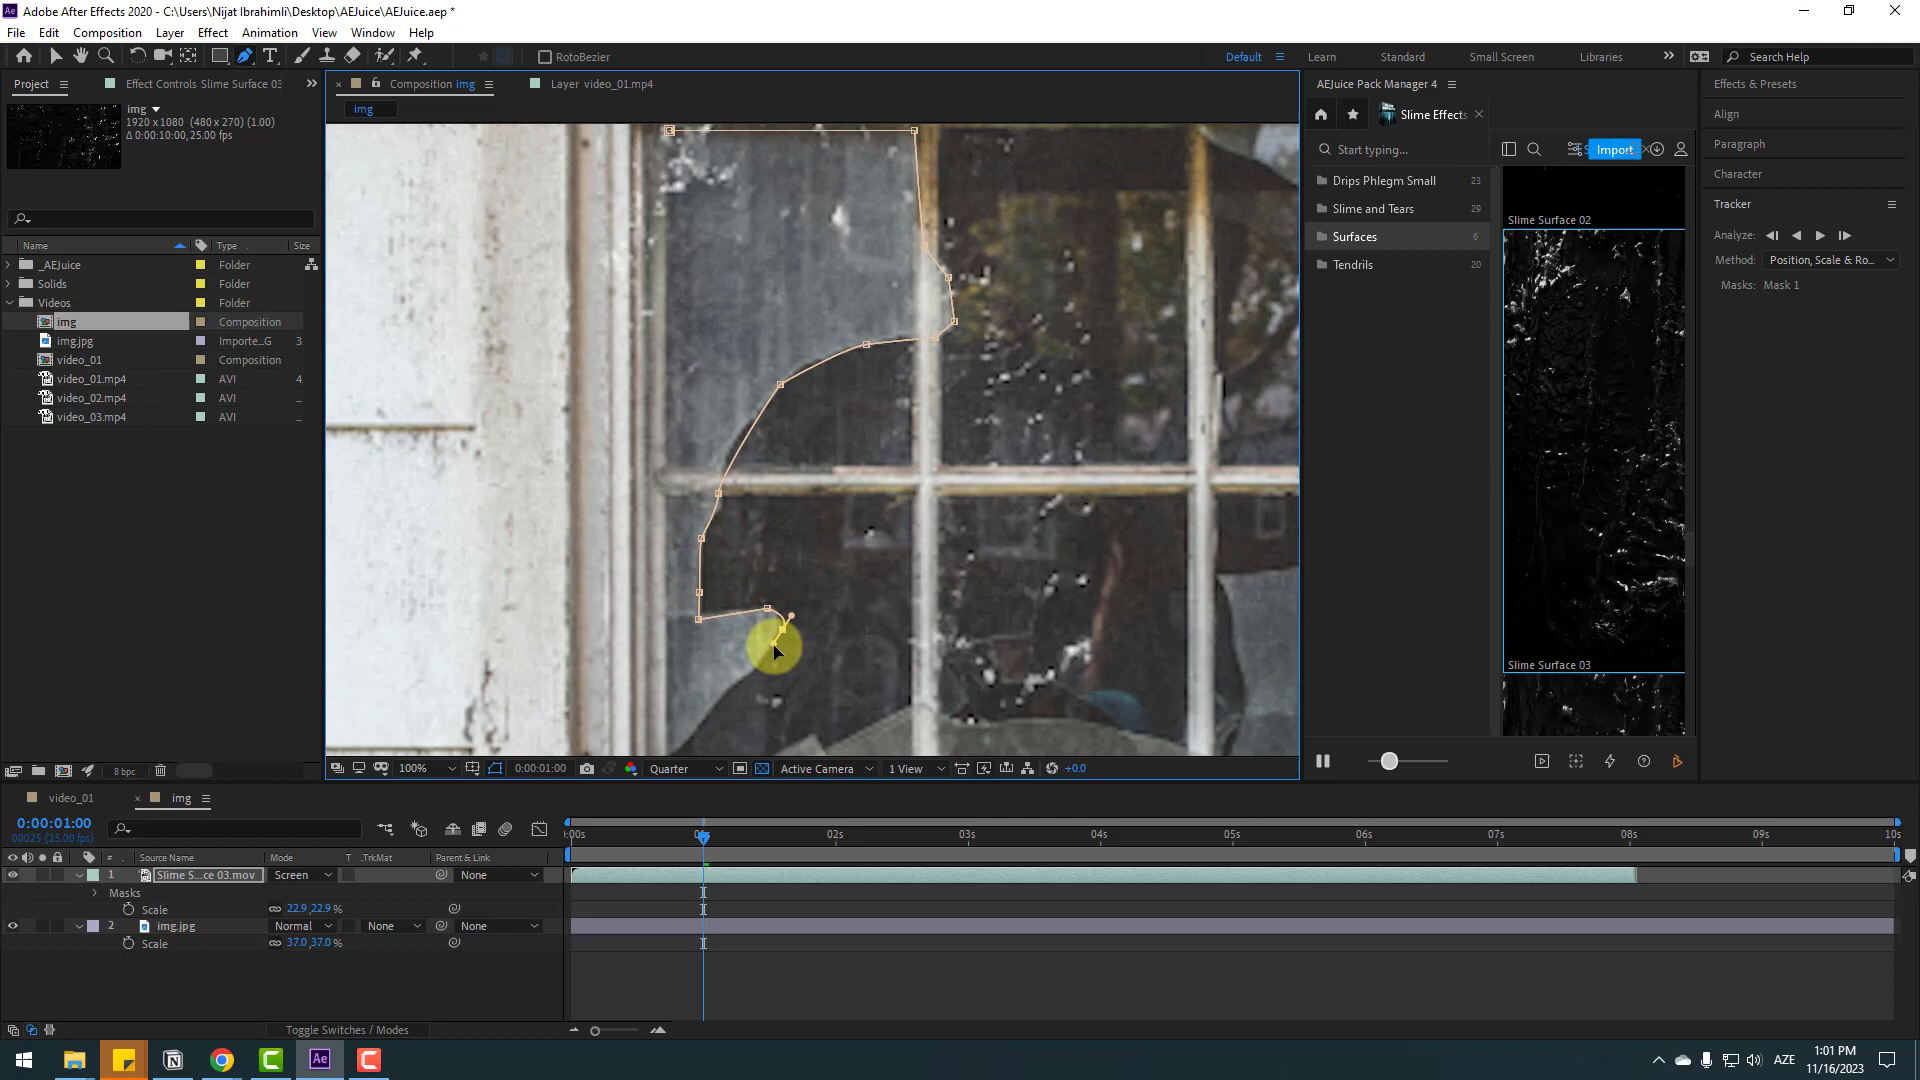 Adobe After Effects 2020 - C:\Users\Nijat Ibrahimli\Desktop\AEJuice\AEJuice.aep *
File Edit Composition Layer Effect Animation View Window Help
RotoBezier
Default Learn Standard Small Screen Libraries Search Help
Project Effect Controls Slime Surface 03
Composition img Layer video_01.mp4
AEJuice Pack Manager 4
Effects & Presets
img
1920 x 1080 (480 x 270) (1.00)
Δ 0:00:10:00, 25.00 fps
img
Slime Effects
Align
Start typing...
Import
Paragraph
Drips Phlegm Small 23
Character
Slime and Tears 29
Slime Surface 02
Tracker
Surfaces 6
Analyze:
Name Type Size
_AEJuice Folder
Tendrils 20
Method: Position, Scale & Ro...
Solids Folder
Masks: Mask 1
Videos Folder
img Composition
img.jpg Importe...G 3
video_01 Composition
video_01.mp4 AVI 4
video_02.mp4 AVI ...
video_03.mp4 AVI ...
Slime Surface 03
8 bpc
100% 0:00:01:00 Quarter Active Camera 1 View +0.0
video_01 img
0:00:01:00
00025 (25.00 fps)
:00s 02s 03s 04s 05s 06s 07s 08s 09s 10s
# Source Name Mode T .TrkMat Parent & Link
1 Slime S...ce 03.mov Screen None
Masks
Scale 22.9,22.9 %
2 img.jpg Normal None None
Scale 37.0,37.0 %
Toggle Switches / Modes
Ae
AZE
1:01 PM
11/16/2023